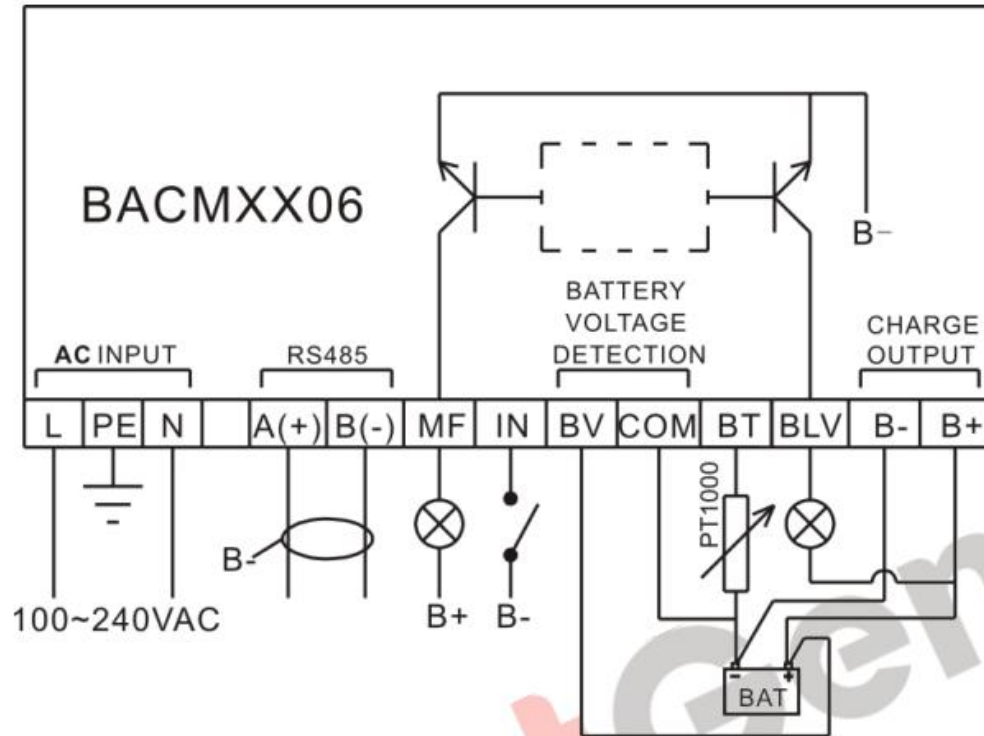 BACMXX06
B-
BATTERY
VOLTAGE
DETECTION
CHARGE
OUTPUT
AC INPUT
RS485
L PE N A(+) B(-) MF IN BV COM BT BLV B- B+
PT1000
B-
100~240VAC
B+
B-
- +
BAT